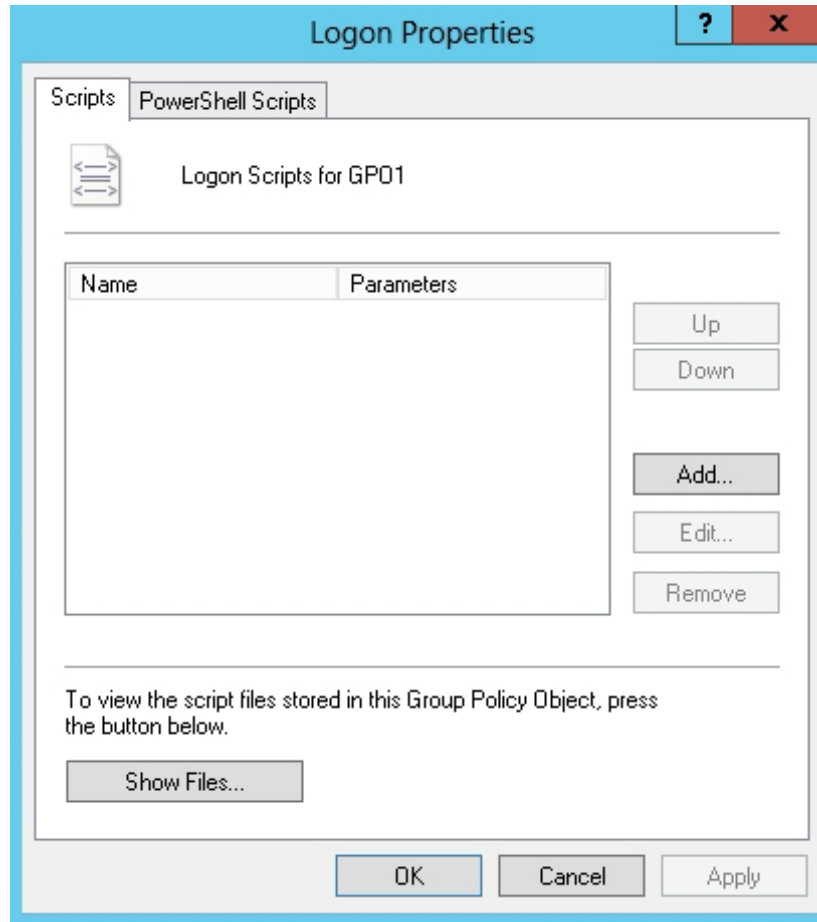 Logon Properties
?
x
Scripts
PowerShell Scripts
Logon Scripts for GPO1
Name
Parameters
Up
Down
Add...
Edit...
Remove
To view the script files stored in this Group Policy Object, press
the button below.
Show Files...
OK
Cancel
Apply